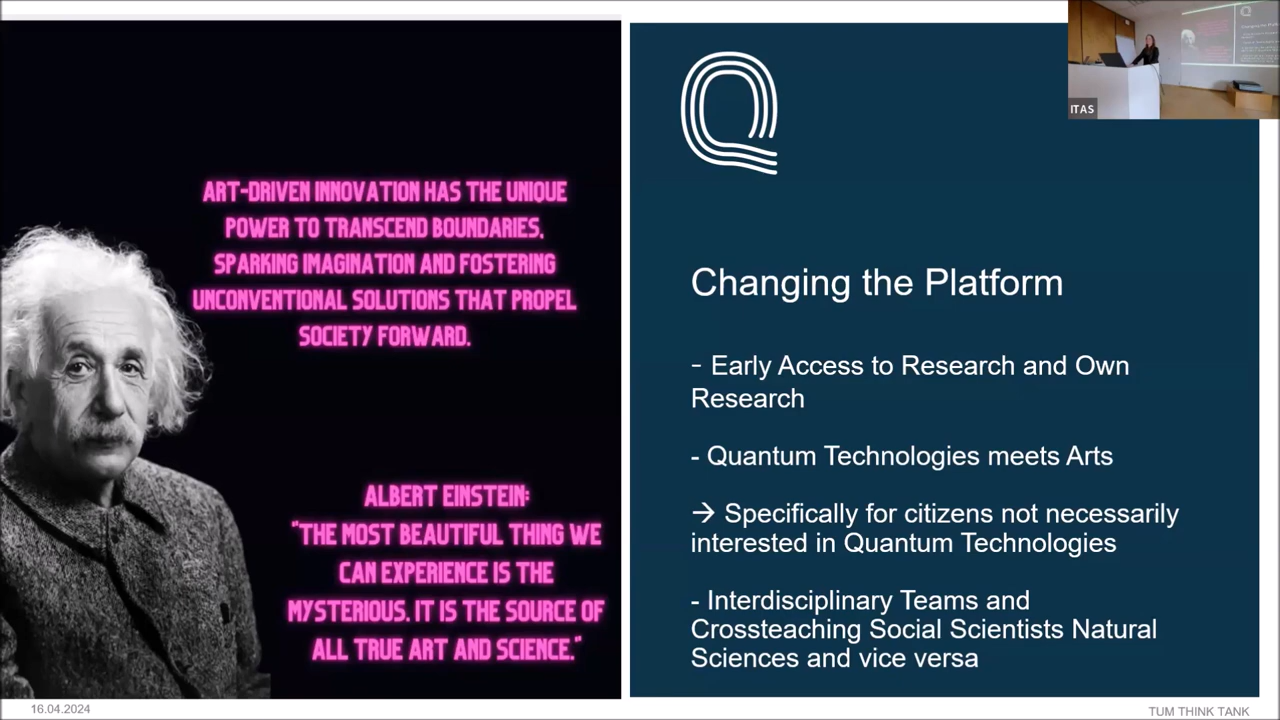 ART-DRIVEN INNOVATION HAS THE UNIQUE
POWER TO TRANSCEND BOUNDARIES,
SPARKING IMAGINATION AND FOSTERING
UNCONVENTIONAL SOLUTIONS THAT PROPEL
SOCIETY FORWARD.
ALBERT EINSTEIN:
"THE MOST BEAUTIFUL THING WE
CAN EXPERIENCE IS THE
MYSTERIOUS. IT IS THE SOURCE OF
ALL TRUE ART AND SCIENCE."
Q
Changing the Platform
- Early Access to Research and Own
Research
- Quantum Technologies meets Arts
→ Specifically for citizens not necessarily
interested in Quantum Technologies
- Interdisciplinary Teams and
Crossteaching Social Scientists Natural
Sciences and vice versa
ITAS
16.04.2024
TUM THINK TANK